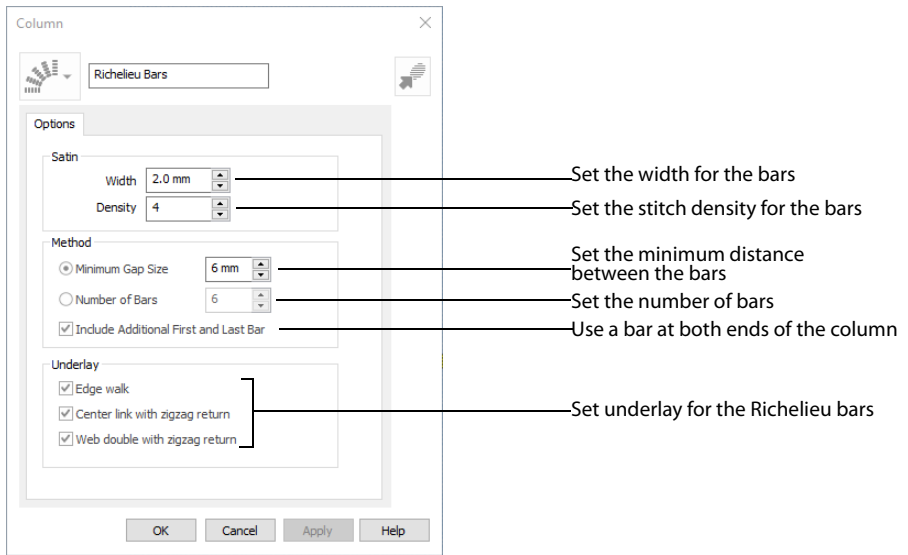 Column
Richelieu Bars
Options
Satin
Width 2.0 mm Set the width for the bars
Density 4 Set the stitch density for the bars
Method
Minimum Gap Size 6 mm Set the minimum distance
between the bars
Number of Bars 6 Set the number of bars
Include Additional First and Last Bar Use a bar at both ends of the column
Underlay
Edge walk
Center link with zigzag return Set underlay for the Richelieu bars
Web double with zigzag return
OK Cancel Apply Help